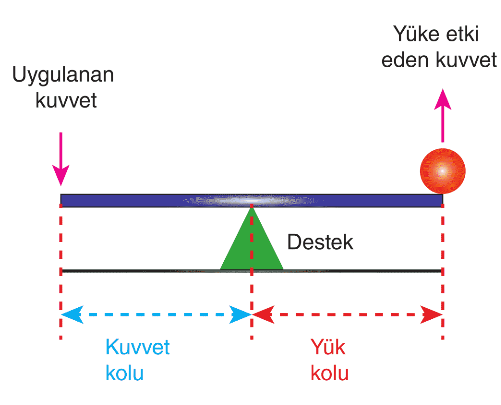 Uygulanan
kuvvet
Yüke etki
eden kuvvet
Destek
Kuvvet
kolu
Yük
kolu